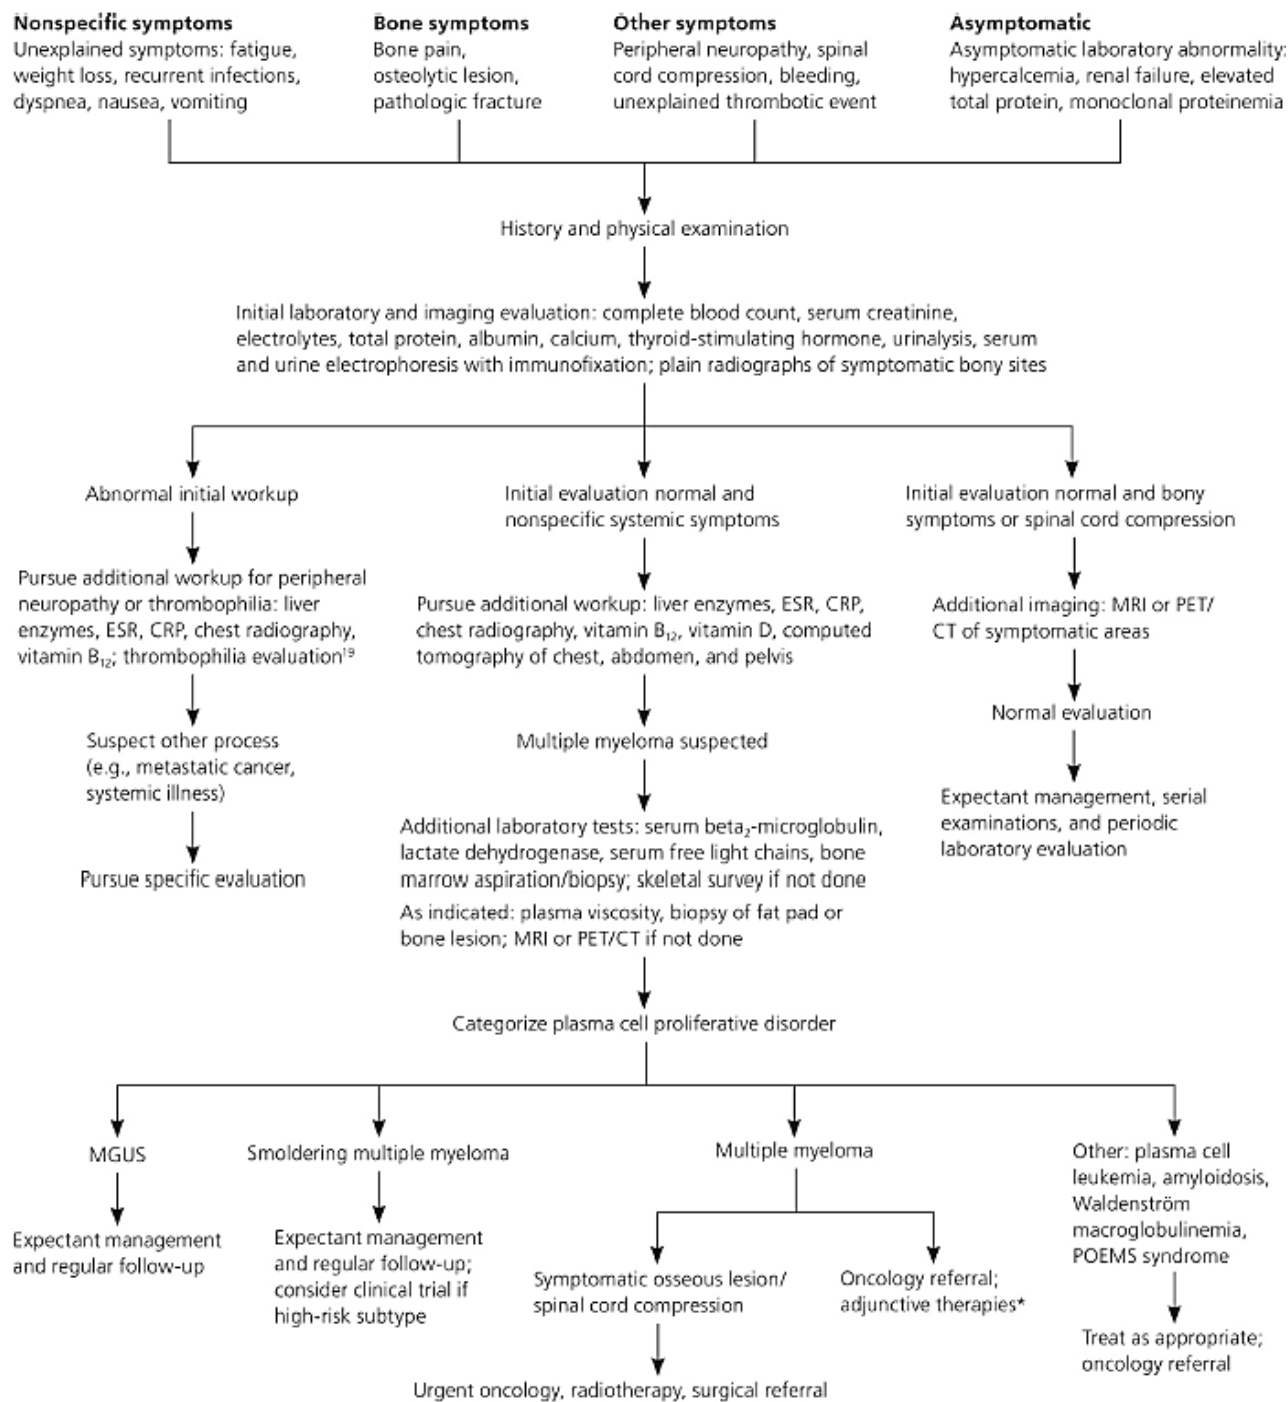 Nonspecific symptoms
Unexplained symptoms: fatigue,
weight loss, recurrent infections,
dyspnea, nausea, vomiting
Bone symptoms
Bone pain,
osteolytic lesion,
pathologic fracture
Other symptoms
Peripheral neuropathy, spinal
cord compression, bleeding,
unexplained thrombotic event
Asymptomatic
Asymptomatic laboratory abnormality:
hypercalcemia, renal failure, elevated
total protein, monoclonal proteinemia
History and physical examination
Initial laboratory and imaging evaluation: complete blood count, serum creatinine,
electrolytes, total protein, albumin, calcium, thyroid-stimulating hormone, urinalysis, serum
and urine electrophoresis with immunofixation; plain radiographs of symptomatic bony sites
Abnormal initial workup
Pursue additional workup for peripheral
neuropathy or thrombophilia: liver
enzymes, ESR, CRP, chest radiography,
vitamin B₁₂; thrombophilia evaluation¹⁹
Suspect other process
(e.g., metastatic cancer,
systemic illness)
Pursue specific evaluation
Initial evaluation normal and
nonspecific systemic symptoms
Pursue additional workup: liver enzymes, ESR, CRP,
chest radiography, vitamin B₁₂, vitamin D, computed
tomography of chest, abdomen, and pelvis
Multiple myeloma suspected
Additional laboratory tests: serum beta₂-microglobulin,
lactate dehydrogenase, serum free light chains, bone
marrow aspiration/biopsy; skeletal survey if not done
As indicated: plasma viscosity, biopsy of fat pad or
bone lesion; MRI or PET/CT if not done
Initial evaluation normal and bony
symptoms or spinal cord compression
Additional imaging: MRI or PET/
CT of symptomatic areas
Normal evaluation
Expectant management, serial
examinations, and periodic
laboratory evaluation
Categorize plasma cell proliferative disorder
MGUS
Expectant management
and regular follow-up
Smoldering multiple myeloma
Expectant management
and regular follow-up;
consider clinical trial if
high-risk subtype
Multiple myeloma
Symptomatic osseous lesion/
spinal cord compression
Urgent oncology, radiotherapy, surgical referral
Oncology referral;
adjunctive therapies*
Other: plasma cell
leukemia, amyloidosis,
Waldenström
macroglobulinemia,
POEMS syndrome
Treat as appropriate;
oncology referral